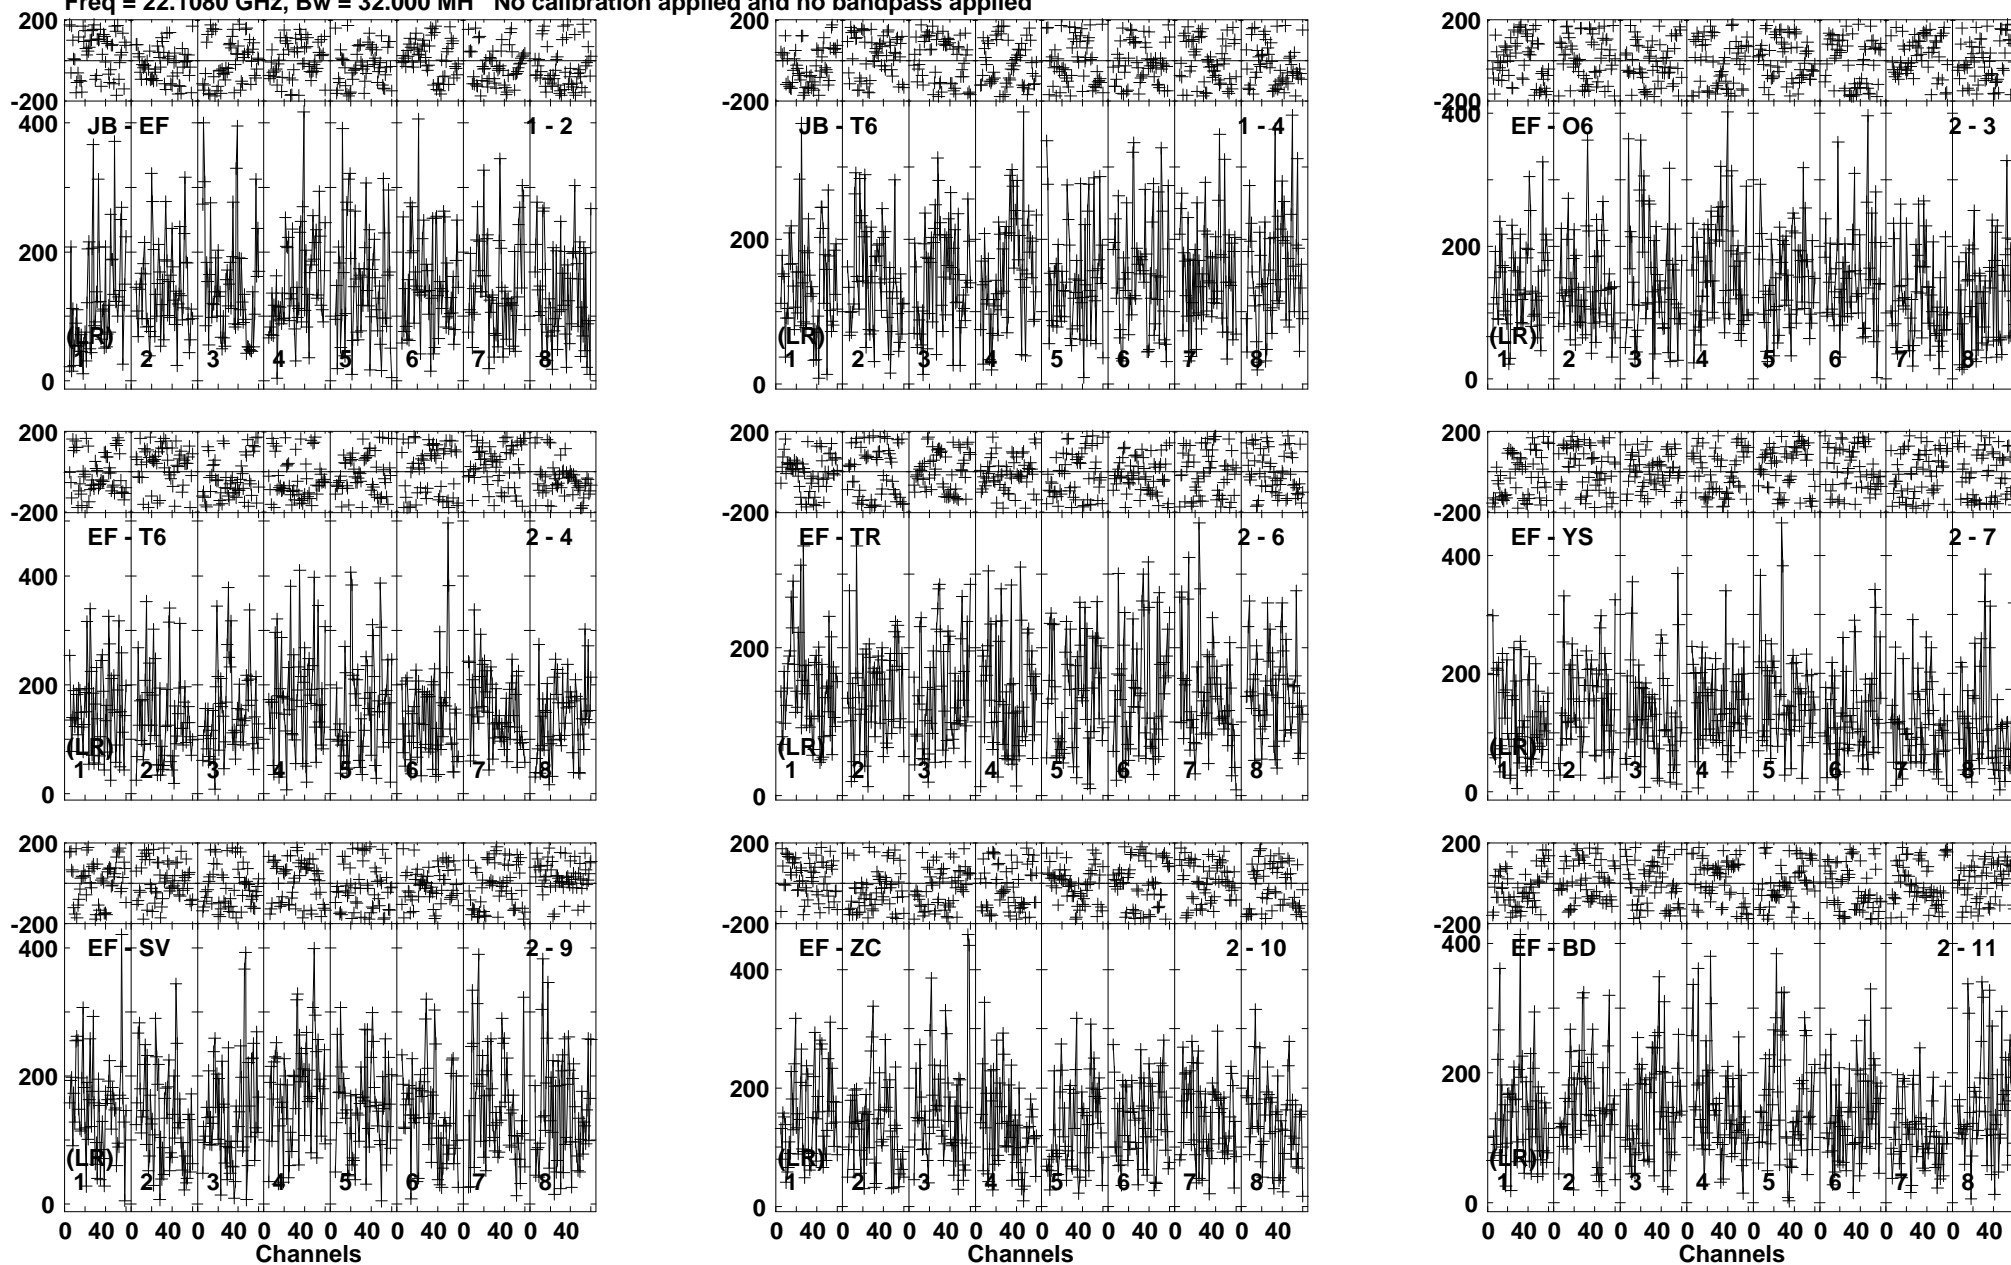 Freq = 22.1080 GHz, Bw = 32.000 MH No calibration applied and no bandpass applied
200
-200
400
200
0
JB - EF
1 - 2
(LR)
1 2 3 4 5 6 7 8
200
-200
200
0
JB - T6
1 - 4
(LR)
1 2 3 4 5 6 7 8
200
-200
400
200
0
EF - O6
2 - 3
(LR)
1 2 3 4 5 6 7 8
200
-200
400
200
0
EF - T6
2 - 4
(LR)
1 2 3 4 5 6 7 8
200
-200
200
0
EF - TR
2 - 6
(LR)
1 2 3 4 5 6 7 8
200
-200
400
200
0
EF - YS
2 - 7
(LR)
1 2 3 4 5 6 7 8
200
-200
400
200
0
EF - SV
2 - 9
(LR)
1 2 3 4 5 6 7 8
0 40 0 40 0 40 0 40 0 40 0 40 0 40 0 40
Channels
200
-200
400
200
0
EF - ZC
2 - 10
(LR)
1 2 3 4 5 6 7 8
0 40 0 40 0 40 0 40 0 40 0 40 0 40 0 40
Channels
200
-200
400
200
0
EF - BD
2 - 11
(LR)
1 2 3 4 5 6 7 8
0 40 0 40 0 40 0 40 0 40 0 40 0 40 0 40
Channels